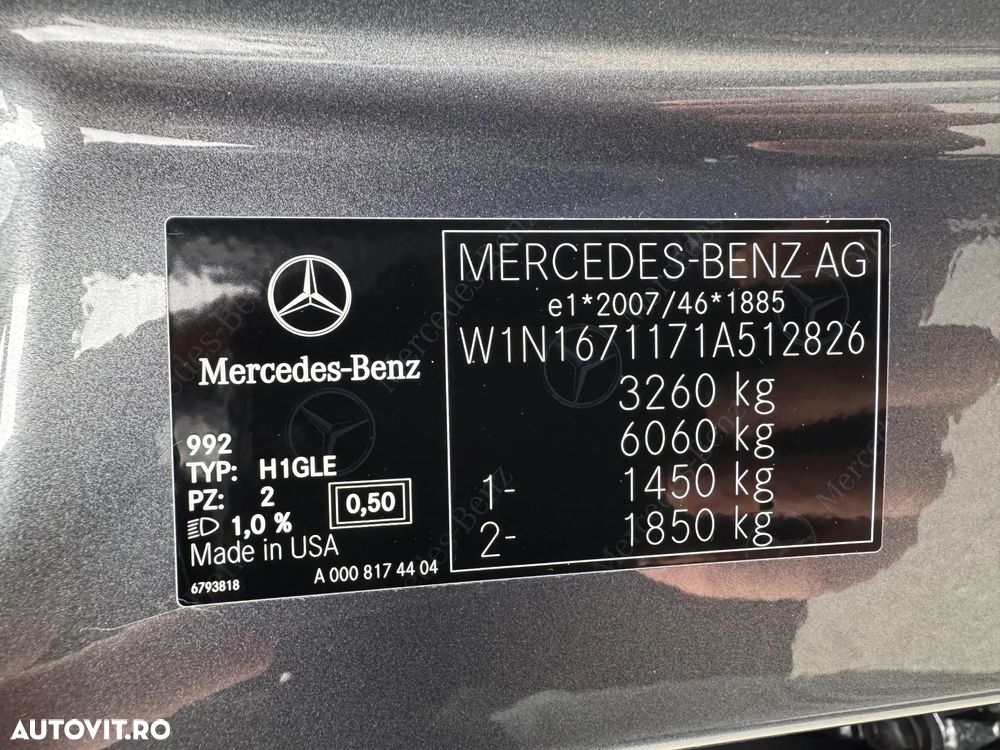 MERCEDES-BENZ AG
e1*2007/46*1885
W1N1671171A512826
3260 kg
6060 kg
1- 1450 kg
2- 1850 kg
Mercedes-Benz
992
TYP: H1GLE
PZ: 2
0,50
1,0 %
Made in USA
6793818
A 000 817 44 04
AUTOVIT.RO